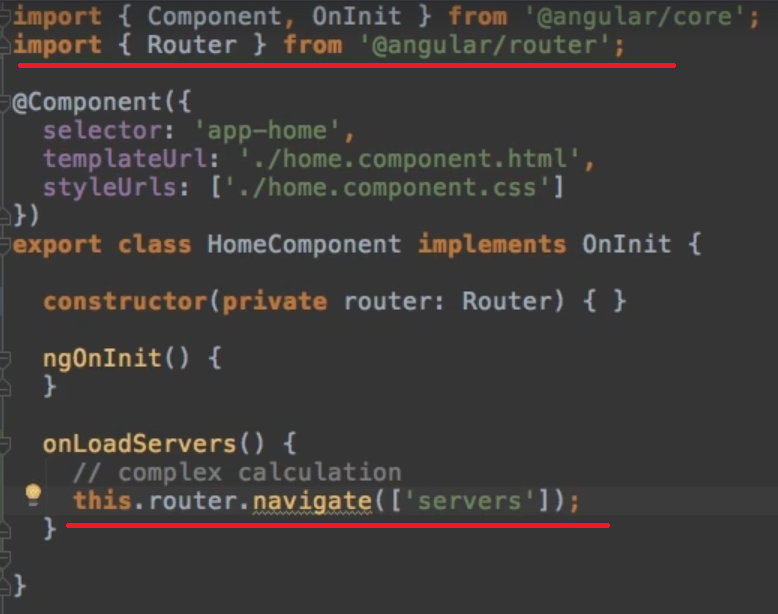 import { Component, OnInit } from '@angular/core';
import { Router } from '@angular/router';
@Component({
  selector: 'app-home',
  templateUrl: './home.component.html',
  styleUrls: ['./home.component.css']
})
export class HomeComponent implements OnInit {
  constructor(private router: Router) { }
  ngOnInit() {
  }
  onLoadServers() {
    // complex calculation
    this.router.navigate(['servers']);
  }
}